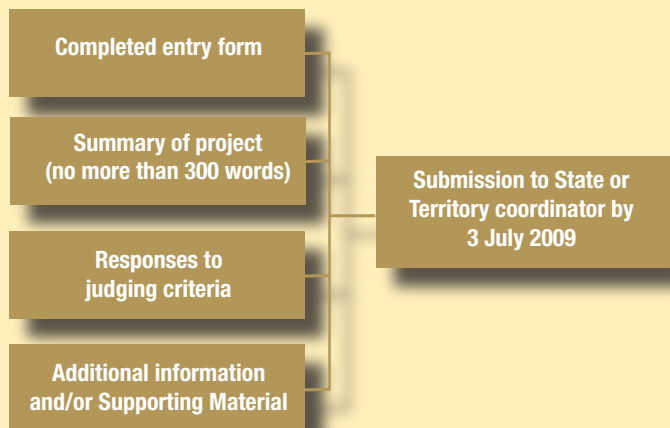 Completed entry form
Summary of project
(no more than 300 words)
Responses to
judging criteria
Additional information
and/or Supporting Material
Submission to State or
Territory coordinator by
3 July 2009